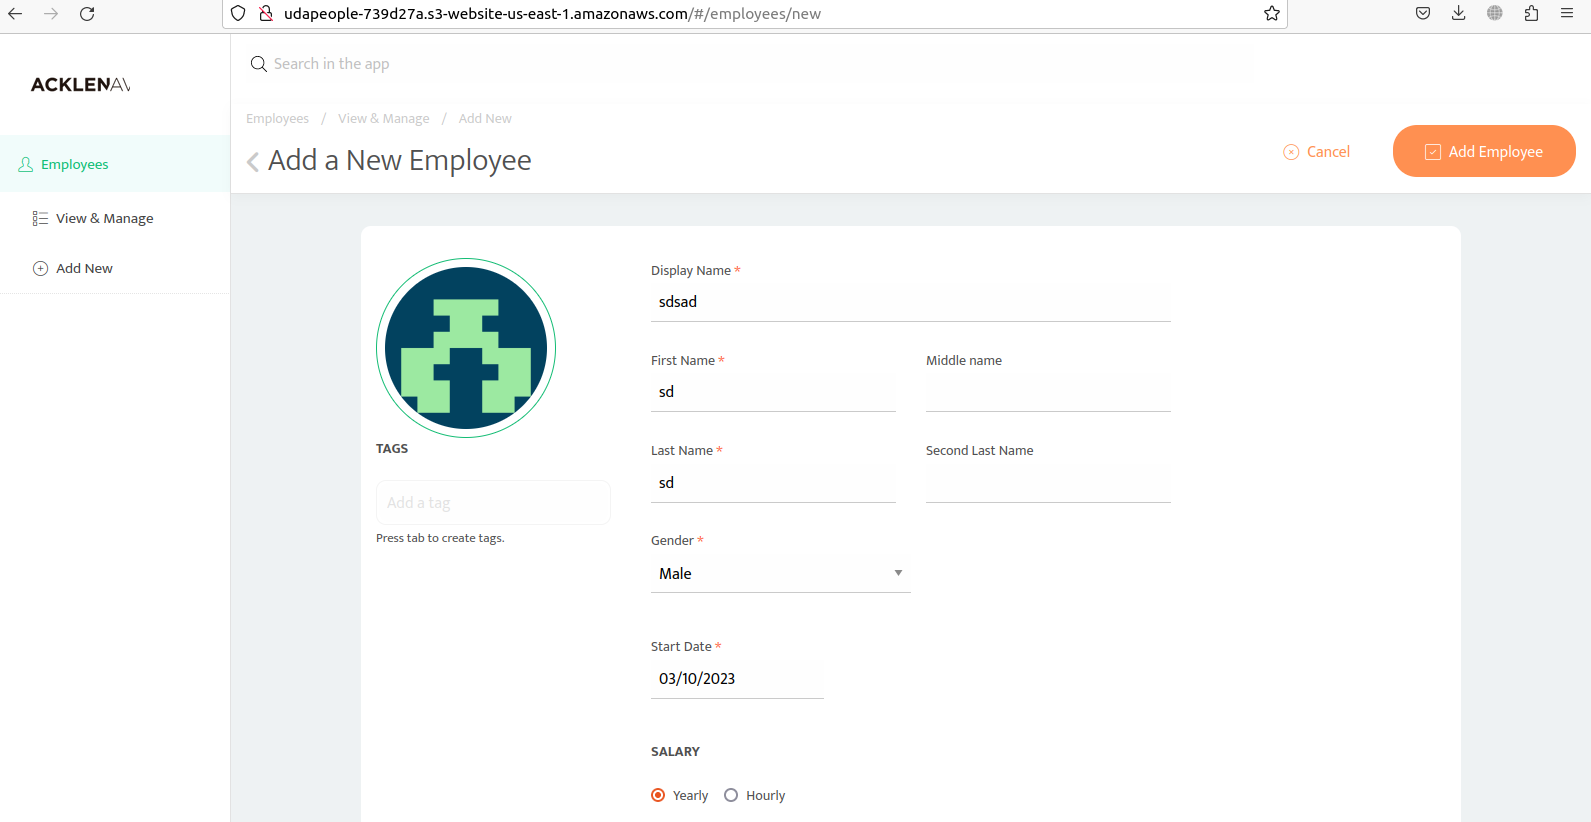 udapeople-739d27a.s3-website-us-east-1.amazonaws.com/#/employees/new
ACKLENAV
Search in the app
Employees / View & Manage / Add New
Add a New Employee
Cancel
Add Employee
Employees
View & Manage
Add New
TAGS
Add a tag
Press tab to create tags.
Display Name *
sdsad
First Name *
Middle name
sd
Last Name *
Second Last Name
sd
Gender *
Male
Start Date *
03/10/2023
SALARY
Yearly Hourly